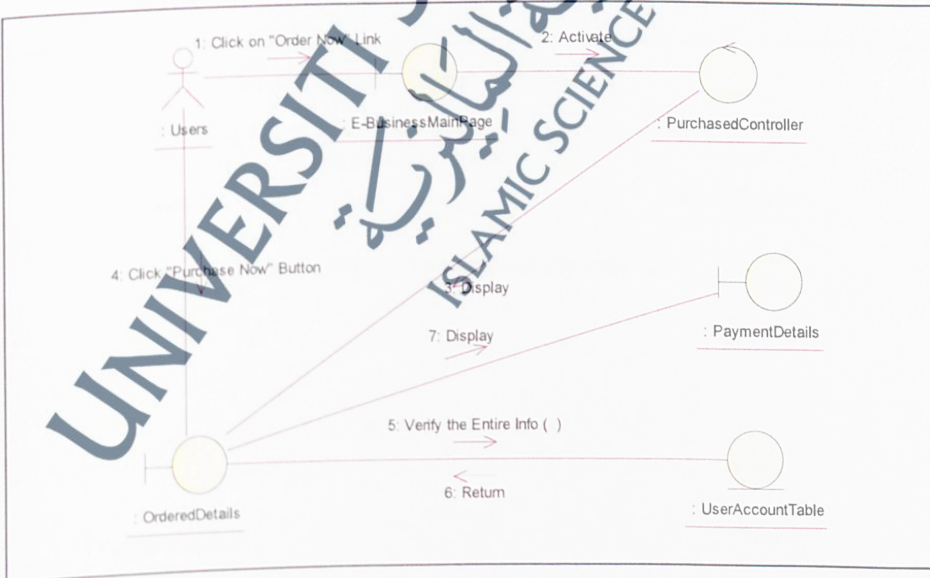 1: Click on "Order Now" Link
2: Activate
: Users
: E-BusinessMainPage
: PurchasedController
4: Click "Purchase Now" Button
3: Display
7: Display
: PaymentDetails
5: Verify the Entire Info ( )
6: Return
: OrderedDetails
: UserAccountTable
UNIVERSITI
ISLAMIC SCIENCE